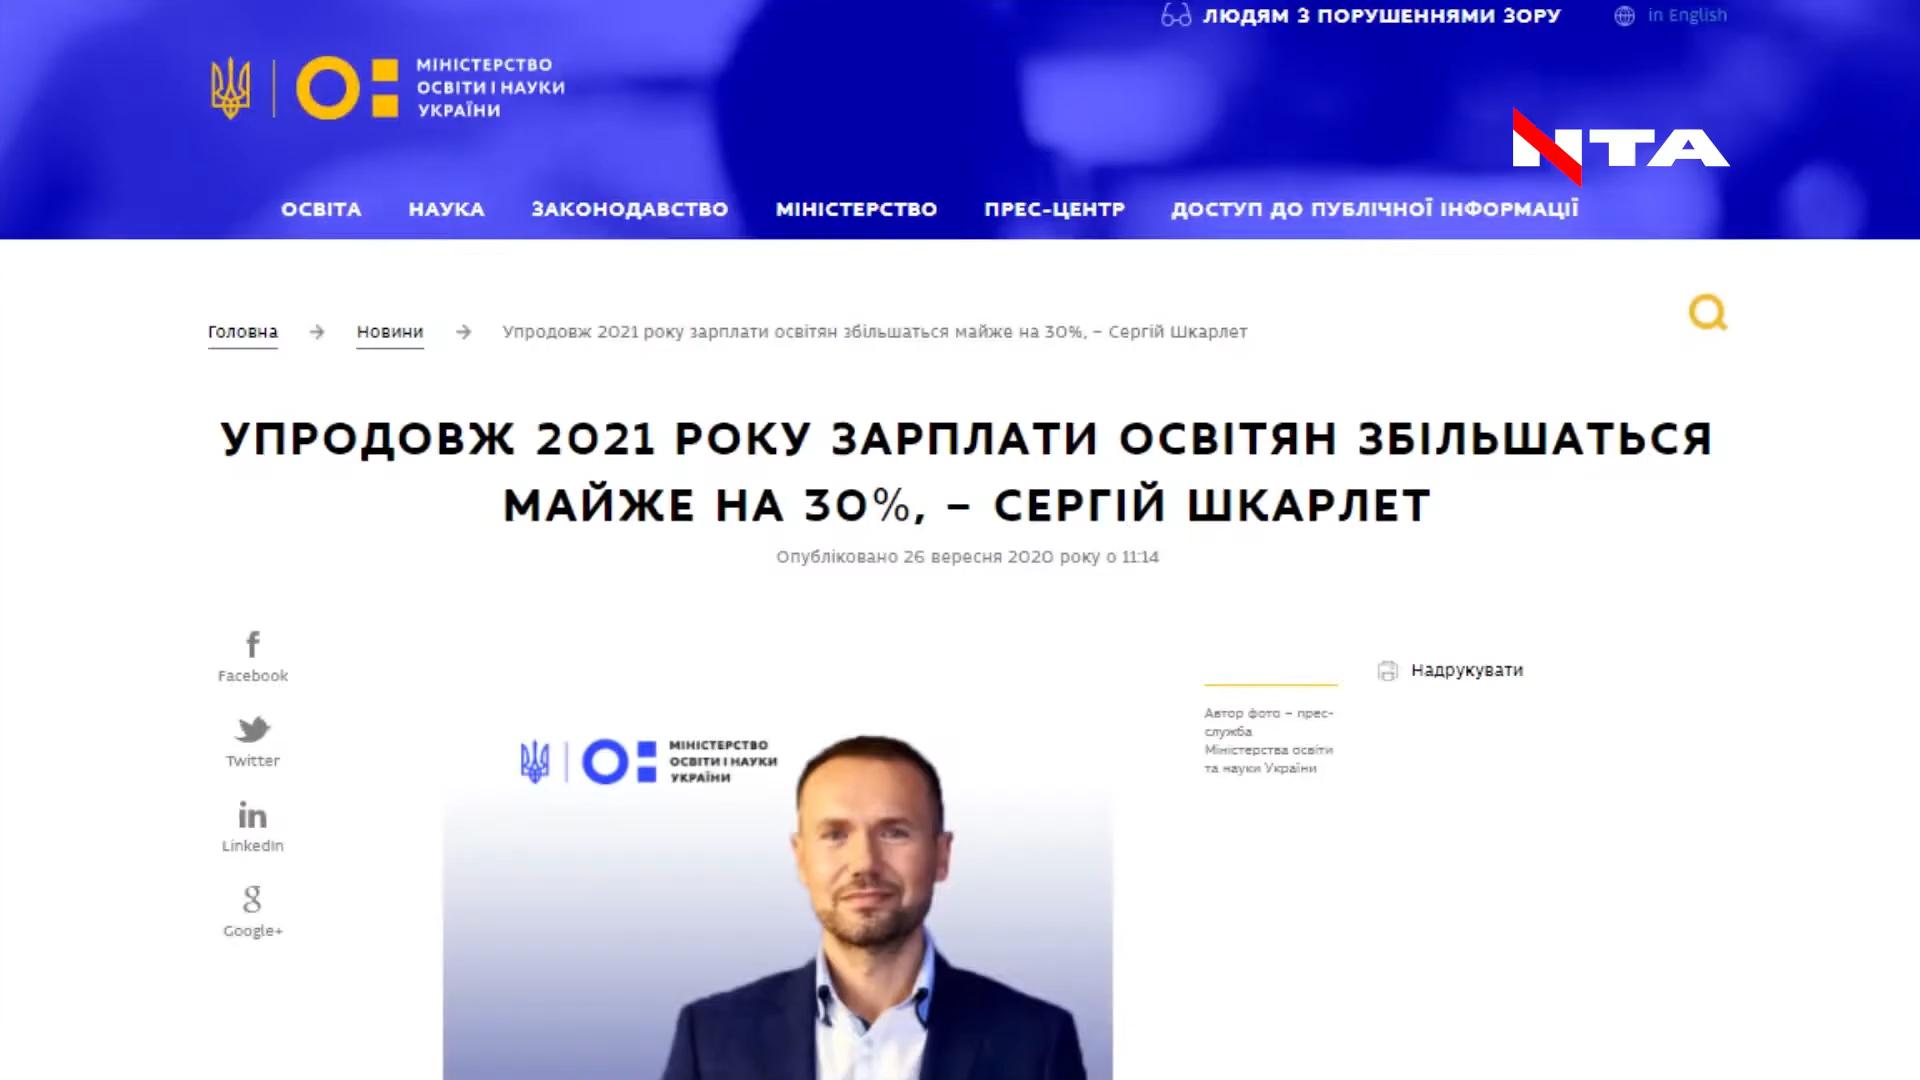 ЛЮДЯМ З ПОРУШЕННЯМИ ЗОРУ
in English
МІНІСТЕРСТВО
ОСВІТИ І НАУКИ
УКРАЇНИ
NTA
ОСВІТА НАУКА ЗАКОНОДАВСТВО МІНІСТЕРСТВО ПРЕС-ЦЕНТР ДОСТУП ДО ПУБЛІЧНОЇ ІНФОРМАЦІЇ
Головна → Новини → Упродовж 2021 року зарплати освітян збільшаться майже на 30%, – Сергій Шкарлет
УПРОДОВЖ 2021 РОКУ ЗАРПЛАТИ ОСВІТЯН ЗБІЛЬШАТЬСЯ
МАЙЖЕ НА 30%, – СЕРГІЙ ШКАРЛЕТ
Опубліковано 26 вересня 2020 року о 11:14
Facebook
Twitter
LinkedIn
Google+
МІНІСТЕРСТВО
ОСВІТИ І НАУКИ
УКРАЇНИ
Автор фото – прес-
служба
Міністерства освіти
та науки України
Надрукувати